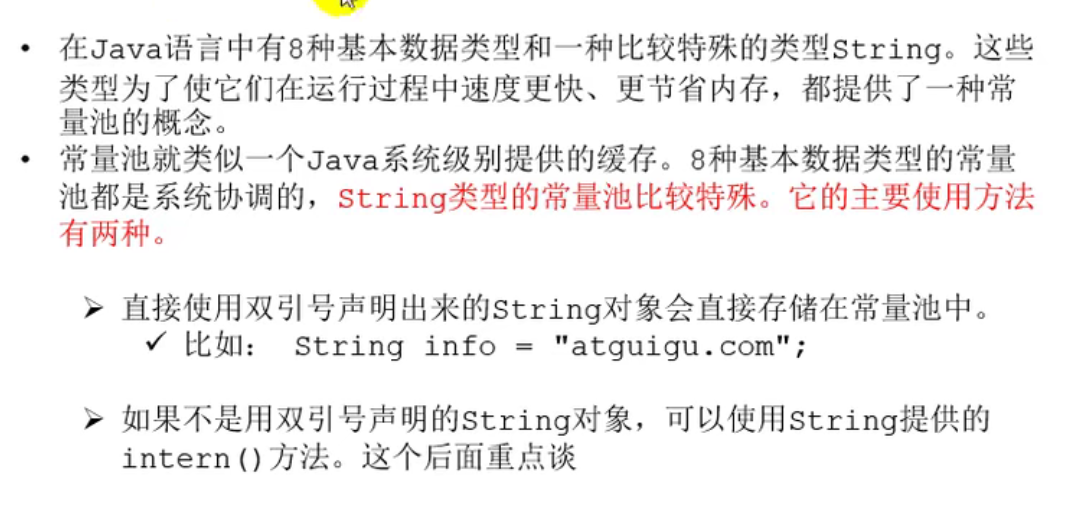 • 在Java语言中有8种基本数据类型和一种比较特殊的类型String。这些
类型为了使它们在运行过程中速度更快、更节省内存，都提供了一种常
量池的概念。
• 常量池就类似一个Java系统级别提供的缓存。8种基本数据类型的常量
池都是系统协调的，String类型的常量池比较特殊。它的主要使用方法
有两种。
➢ 直接使用双引号声明出来的String对象会直接存储在常量池中。
✓ 比如： String info = "atguigu.com";
➢ 如果不是用双引号声明的String对象，可以使用String提供的
intern()方法。这个后面重点谈